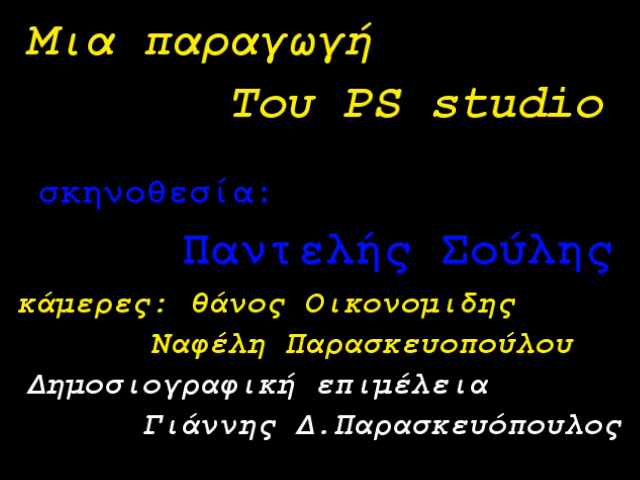 Μια παραγωγή
Του PS studio
σκηνοθεσία:
Παντελής Σούλης
κάμερες: θάνος Οικονομιδης
Ναφέλη Παρασκευοπούλου
Δημοσιογραφική επιμέλεια
Γιάννης Δ.Παρασκευόπουλος